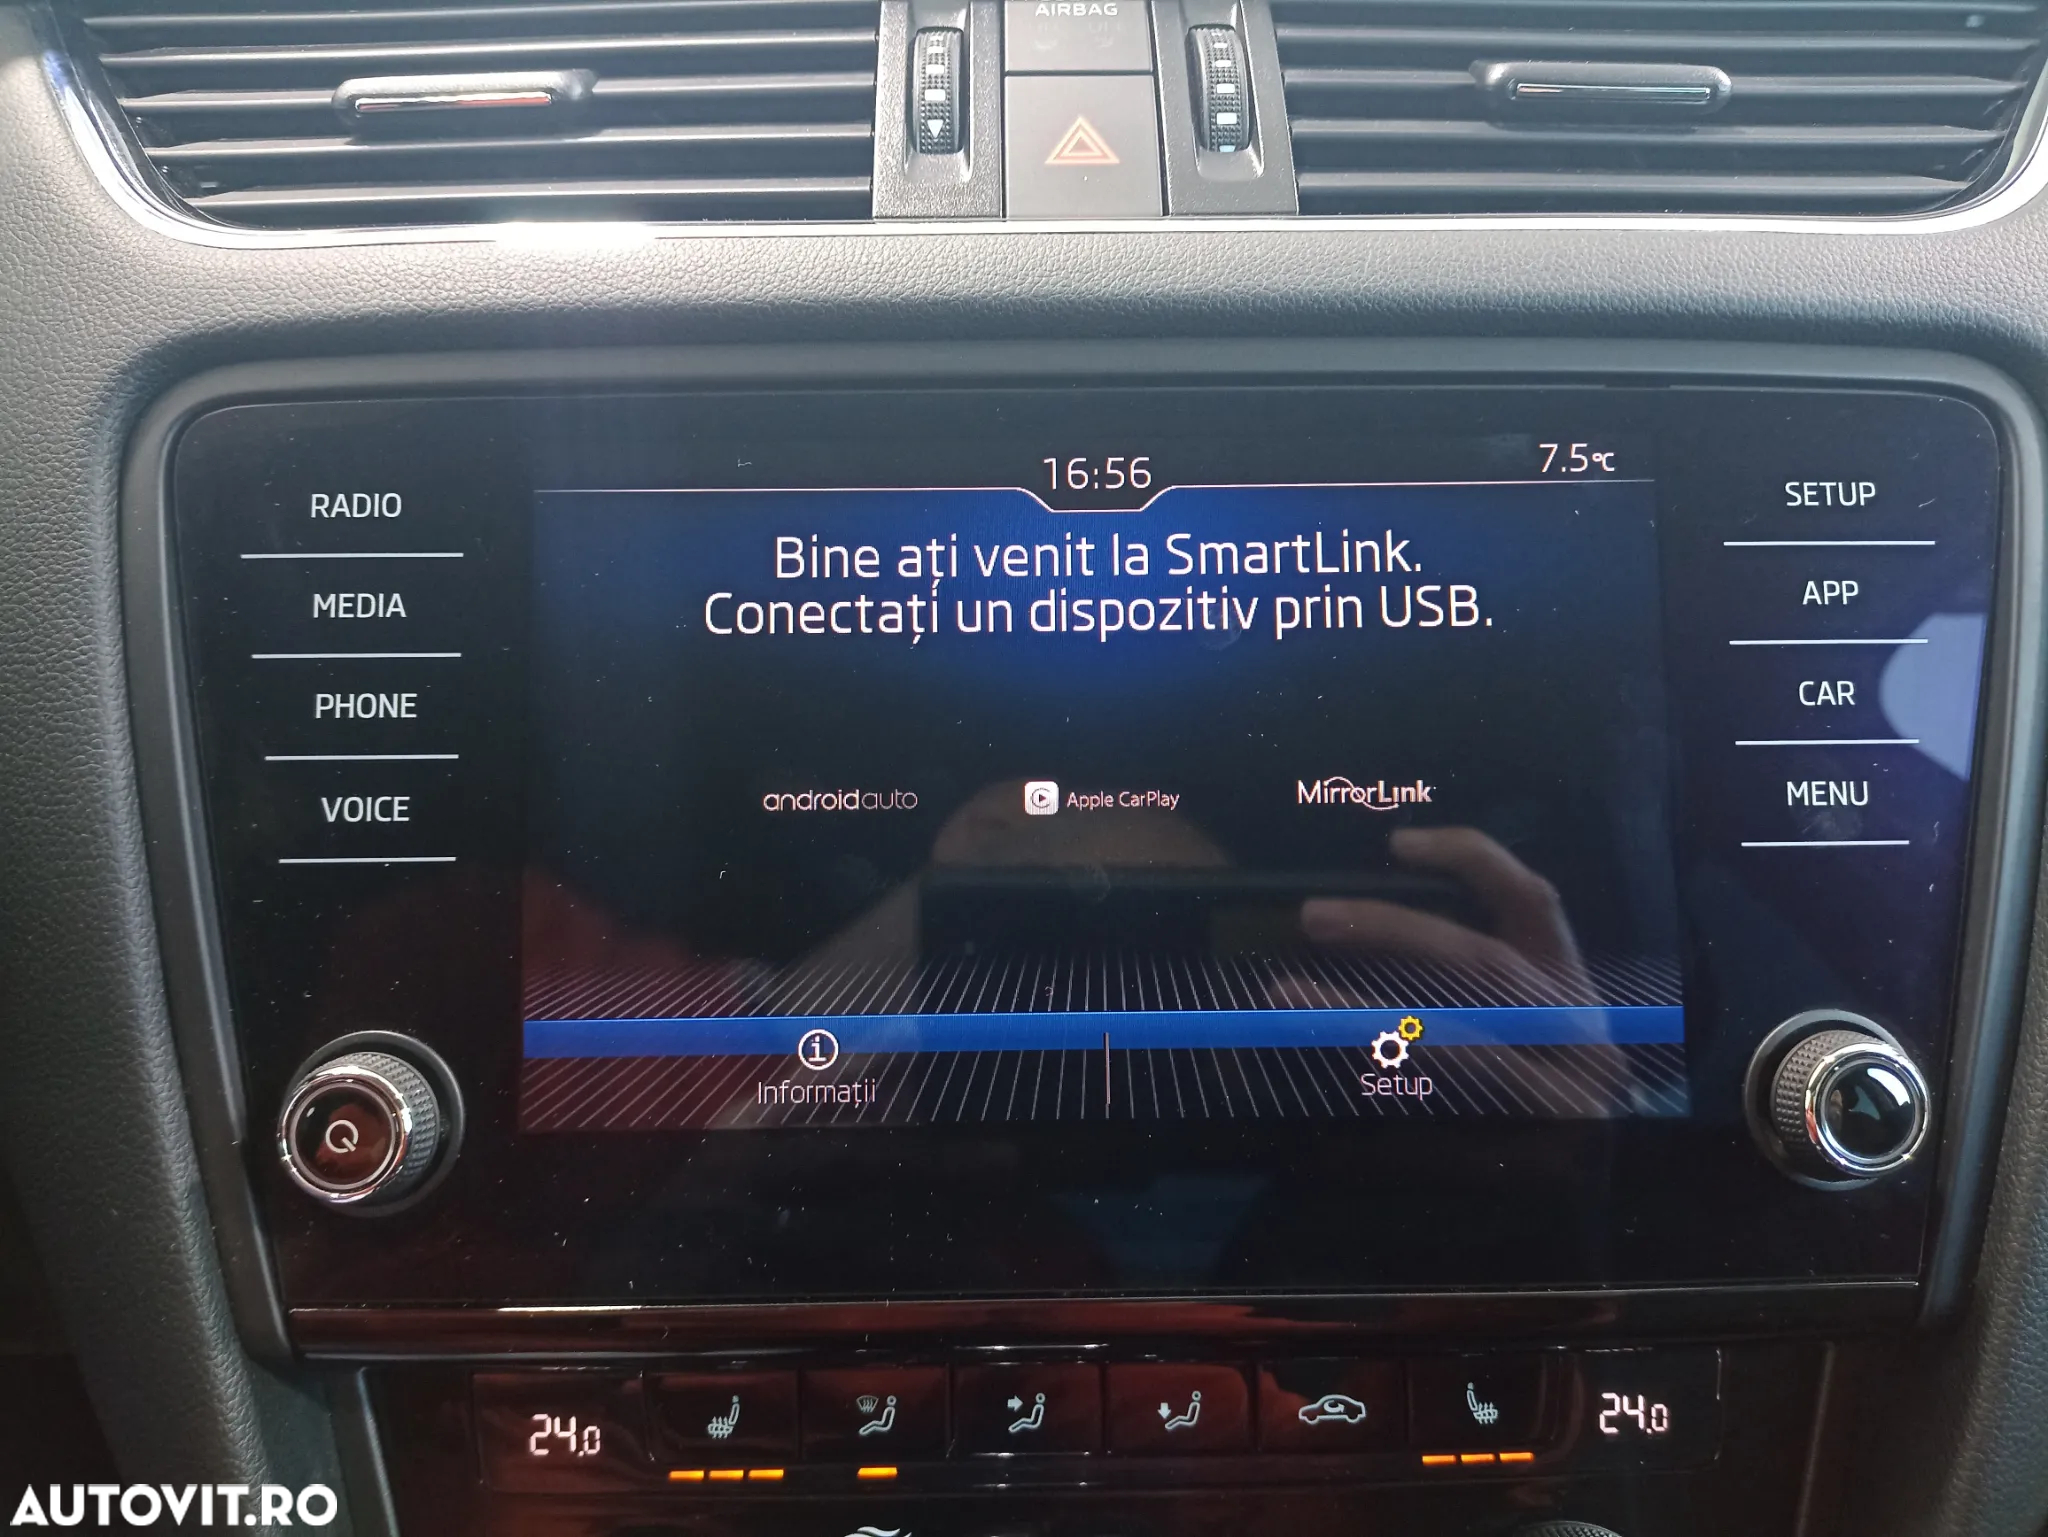 AIRBAG
16:56
7.5°C
Bine ați venit la SmartLink.
Conectați un dispozitiv prin USB.
RADIO
MEDIA
PHONE
VOICE
SETUP
APP
CAR
MENU
androidauto
Apple CarPlay
MirrorLink
Informații
Setup
24.0
24.0
AUTOVIT.RO